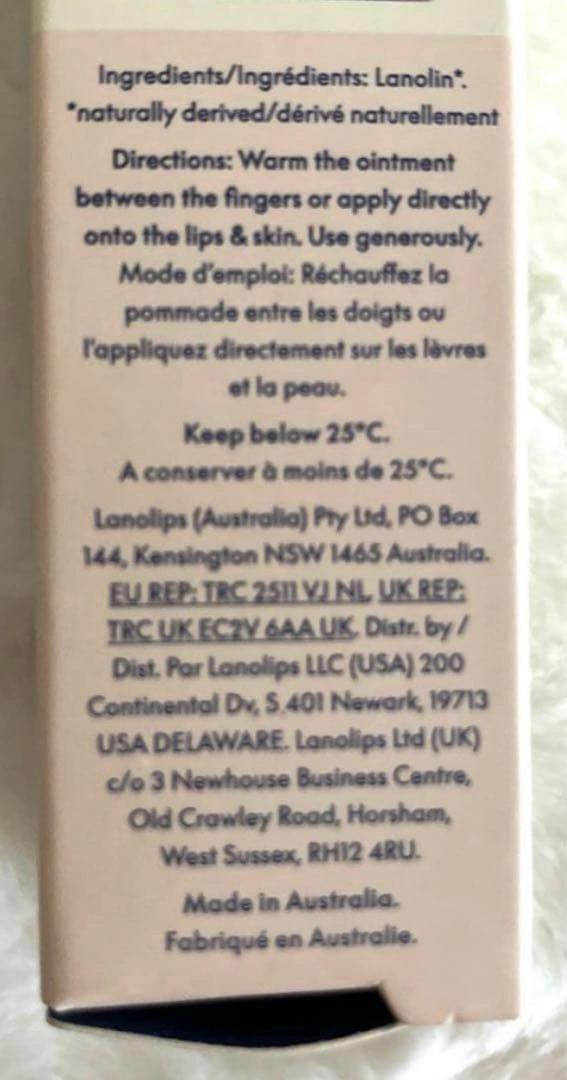 Ingredients/Ingrédients: Lanolin*.
*naturally derived/dérivé naturellement
Directions: Warm the ointment
between the fingers or apply directly
onto the lips & skin. Use generously.
Mode d'emploi: Réchauffez la
pommade entre les doigts ou
l'appliquez directement sur les lèvres
et la peau.
Keep below 25°C.
A conserver à moins de 25°C.
Lanolips (Australia) Pty Ltd, PO Box
144, Kensington NSW 1465 Australia.
EU REP: TRC 2511 VJ NL UK REP:
TRC UK EC2V 6AA UK. Distr. by /
Dist. Par Lanolips LLC (USA) 200
Continental Dv, S.401 Newark, 19713
USA DELAWARE. Lanolips Ltd (UK)
c/o 3 Newhouse Business Centre,
Old Crawley Road, Horsham,
West Sussex, RH12 4RU.
Made in Australia.
Fabriqué en Australie.